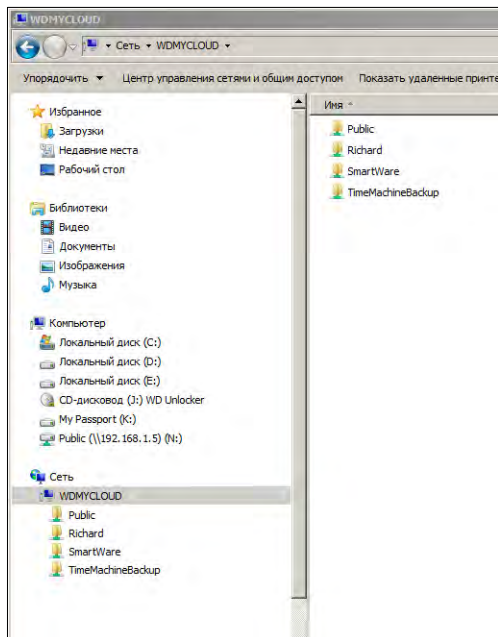 WDMYCLOUD
Сеть WDMYCLOUD
Упорядочить Центр управления сетями и общим доступом Показать удаленные принте
Избранное
Загрузки
Недавние места
Рабочий стол
Библиотеки
Видео
Документы
Изображения
Музыка
Компьютер
Локальный диск (C:)
Локальный диск (D:)
Локальный диск (E:)
CD-дисковод (J:) WD Unlocker
My Passport (K:)
Public (\\192.168.1.5) (N:)
Сеть
WDMYCLOUD
Public
Richard
SmartWare
TimeMachineBackup
Имя
Public
Richard
SmartWare
TimeMachineBackup